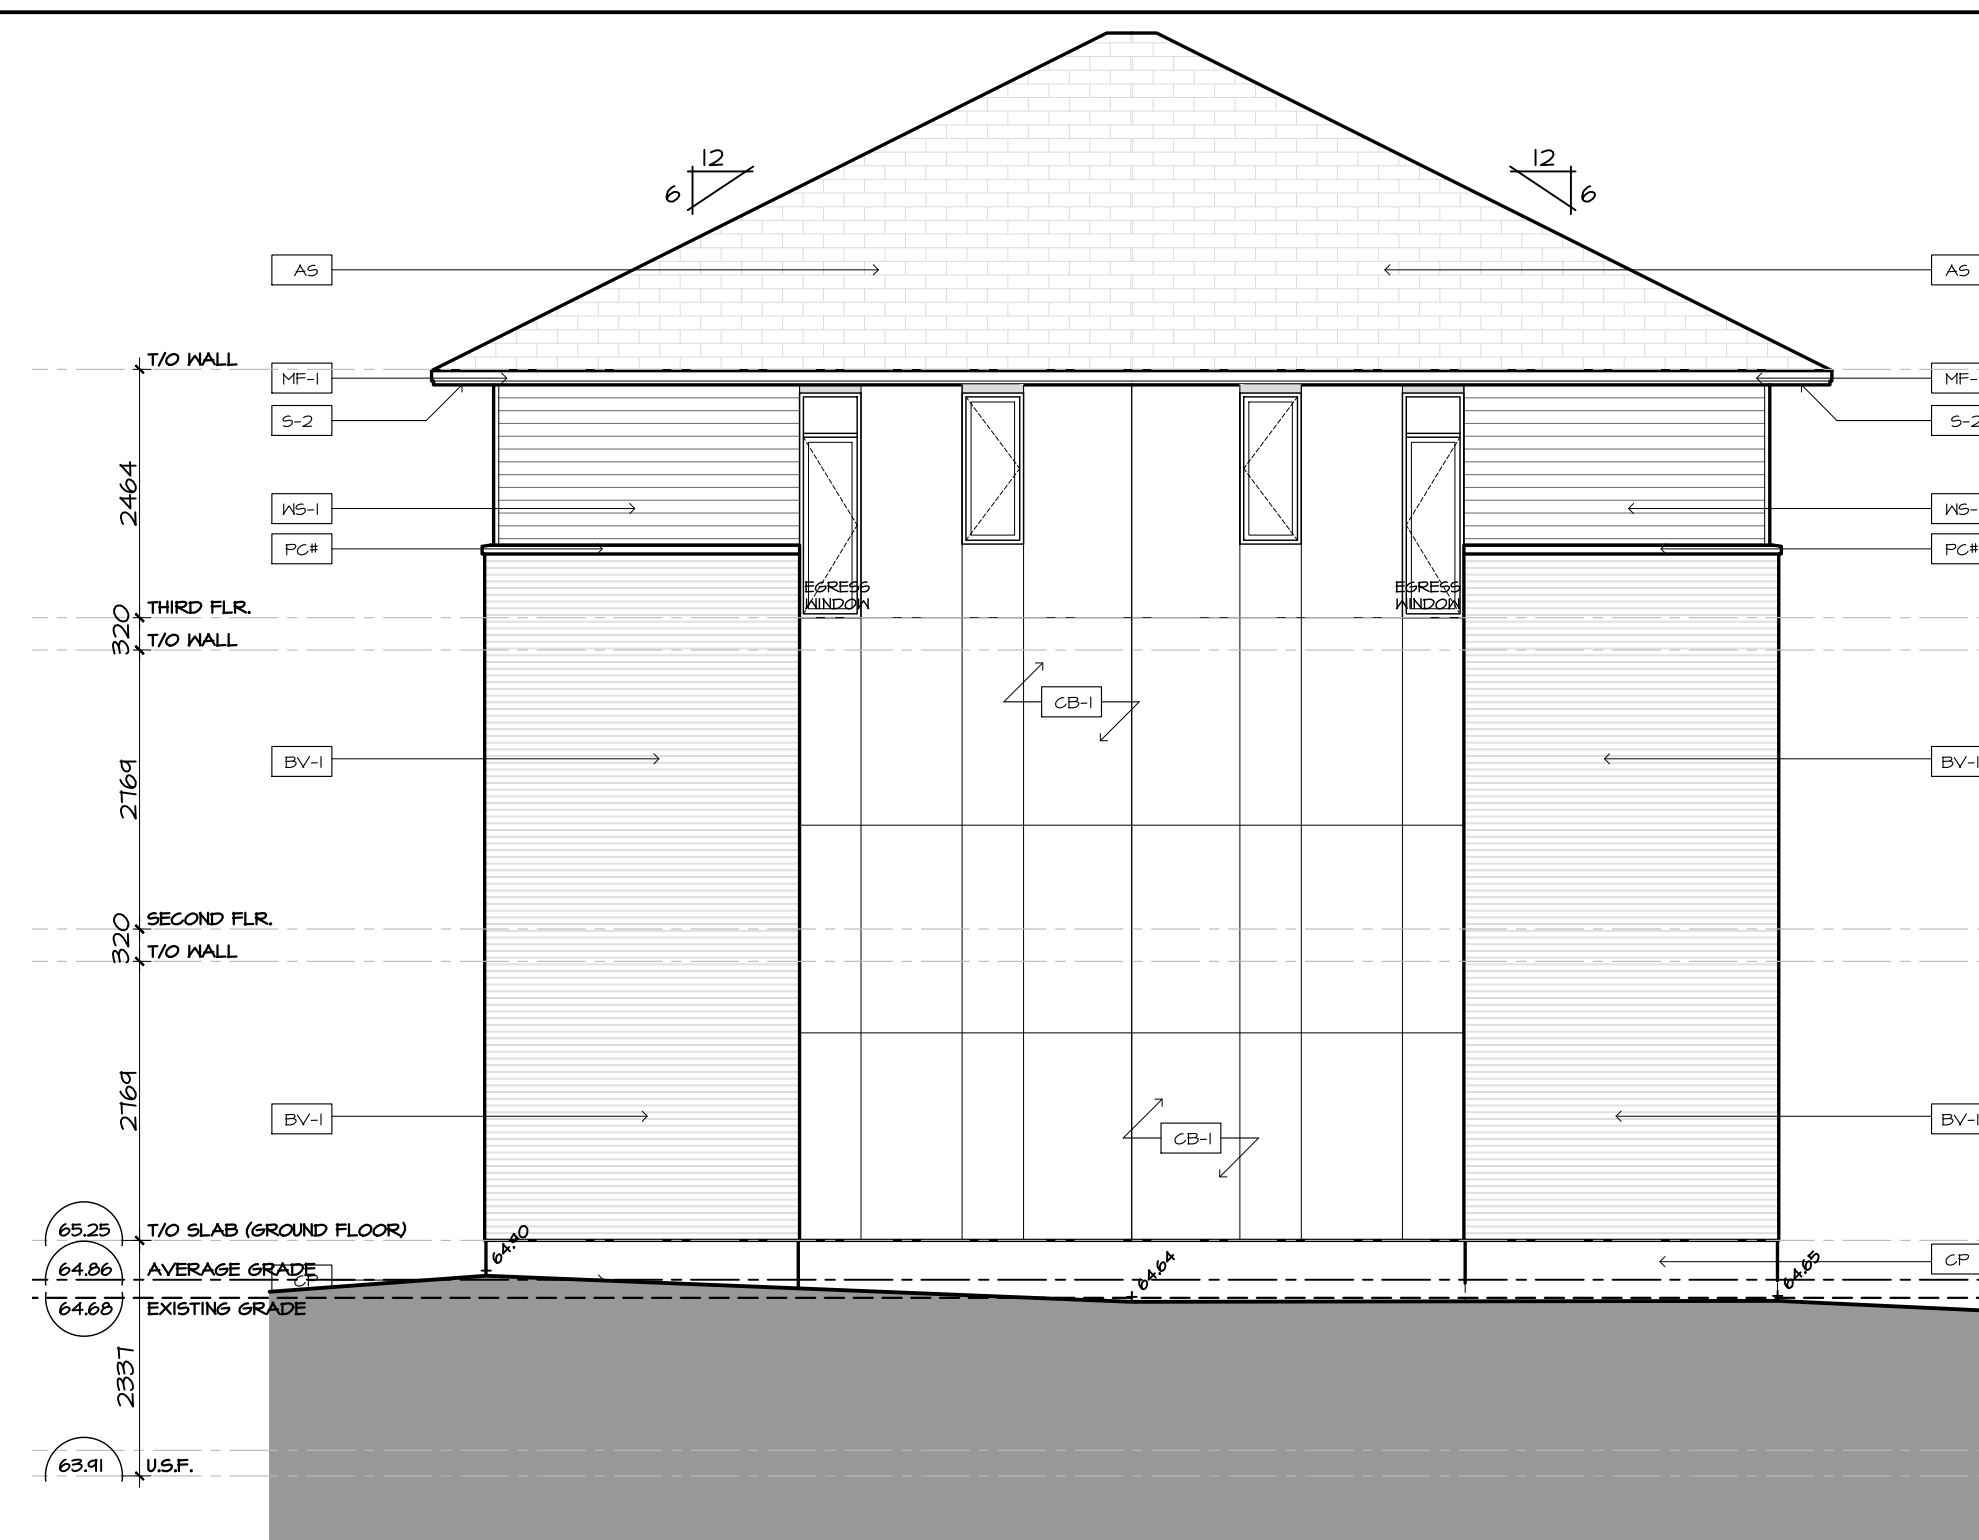 12
12
6
6
AS
AS
T/O WALL
MF-1
MF-
S-2
S-2
2464
WS-1
WS-
PC#
PC#
EGRESS
WINDOW
EGRESS
WINDOW
THIRD FLR.
320
T/O WALL
CB-1
BV-1
BV-1
2769
SECOND FLR.
320
T/O WALL
2769
BV-1
BV-1
CB-1
65.25
T/O SLAB (GROUND FLOOR)
64.90
64.64
64.65
CP
64.86
AVERAGE GRADE
CP
64.68
EXISTING GRADE
2337
63.91
U.S.F.